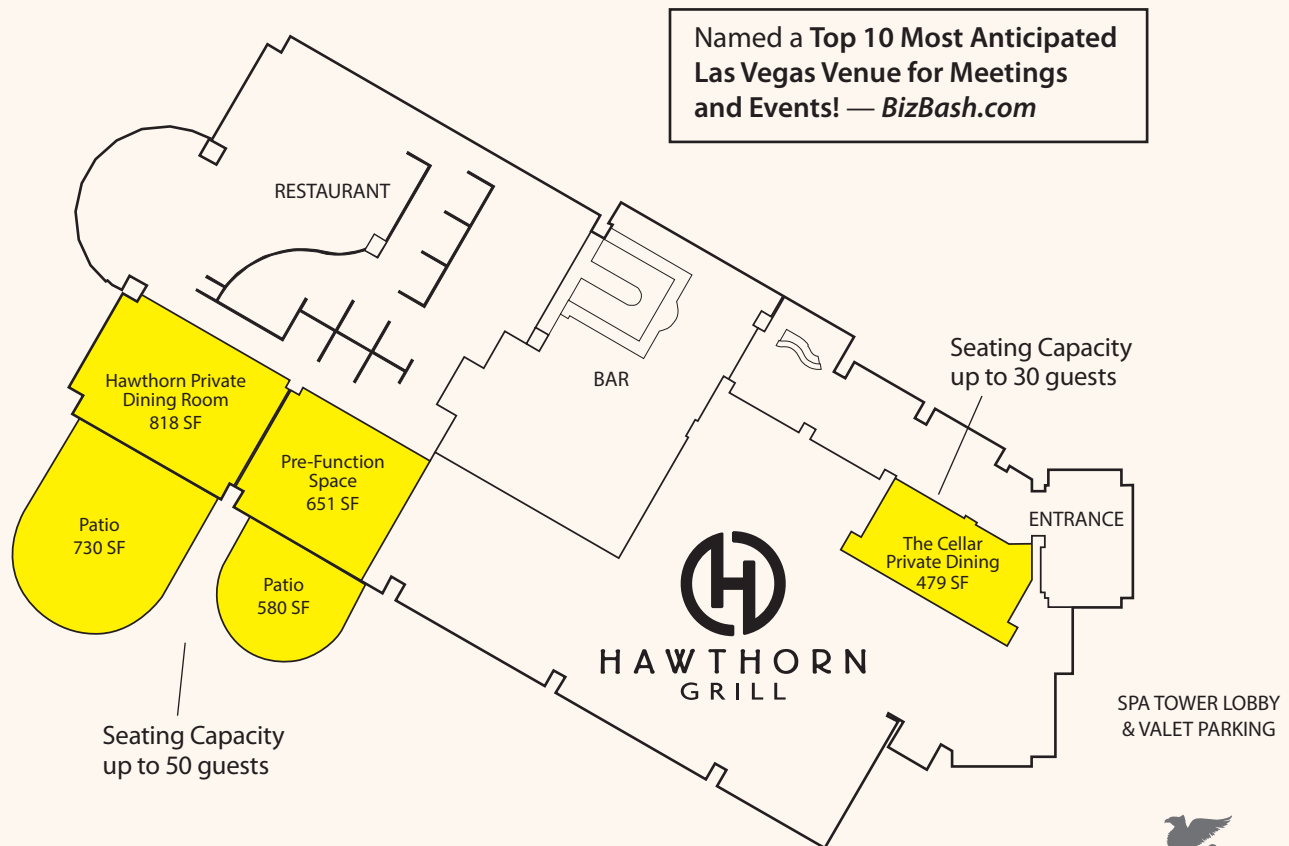 Named a Top 10 Most Anticipated
Las Vegas Venue for Meetings
and Events! — BizBash.com
RESTAURANT
BAR
Seating Capacity
up to 30 guests
Hawthorn Private
Dining Room
818 SF
Pre-Function
Space
651 SF
Patio
730 SF
Patio
580 SF
ENTRANCE
The Cellar
Private Dining
479 SF
H
HAWTHORN
GRILL
SPA TOWER LOBBY
& VALET PARKING
Seating Capacity
up to 50 guests